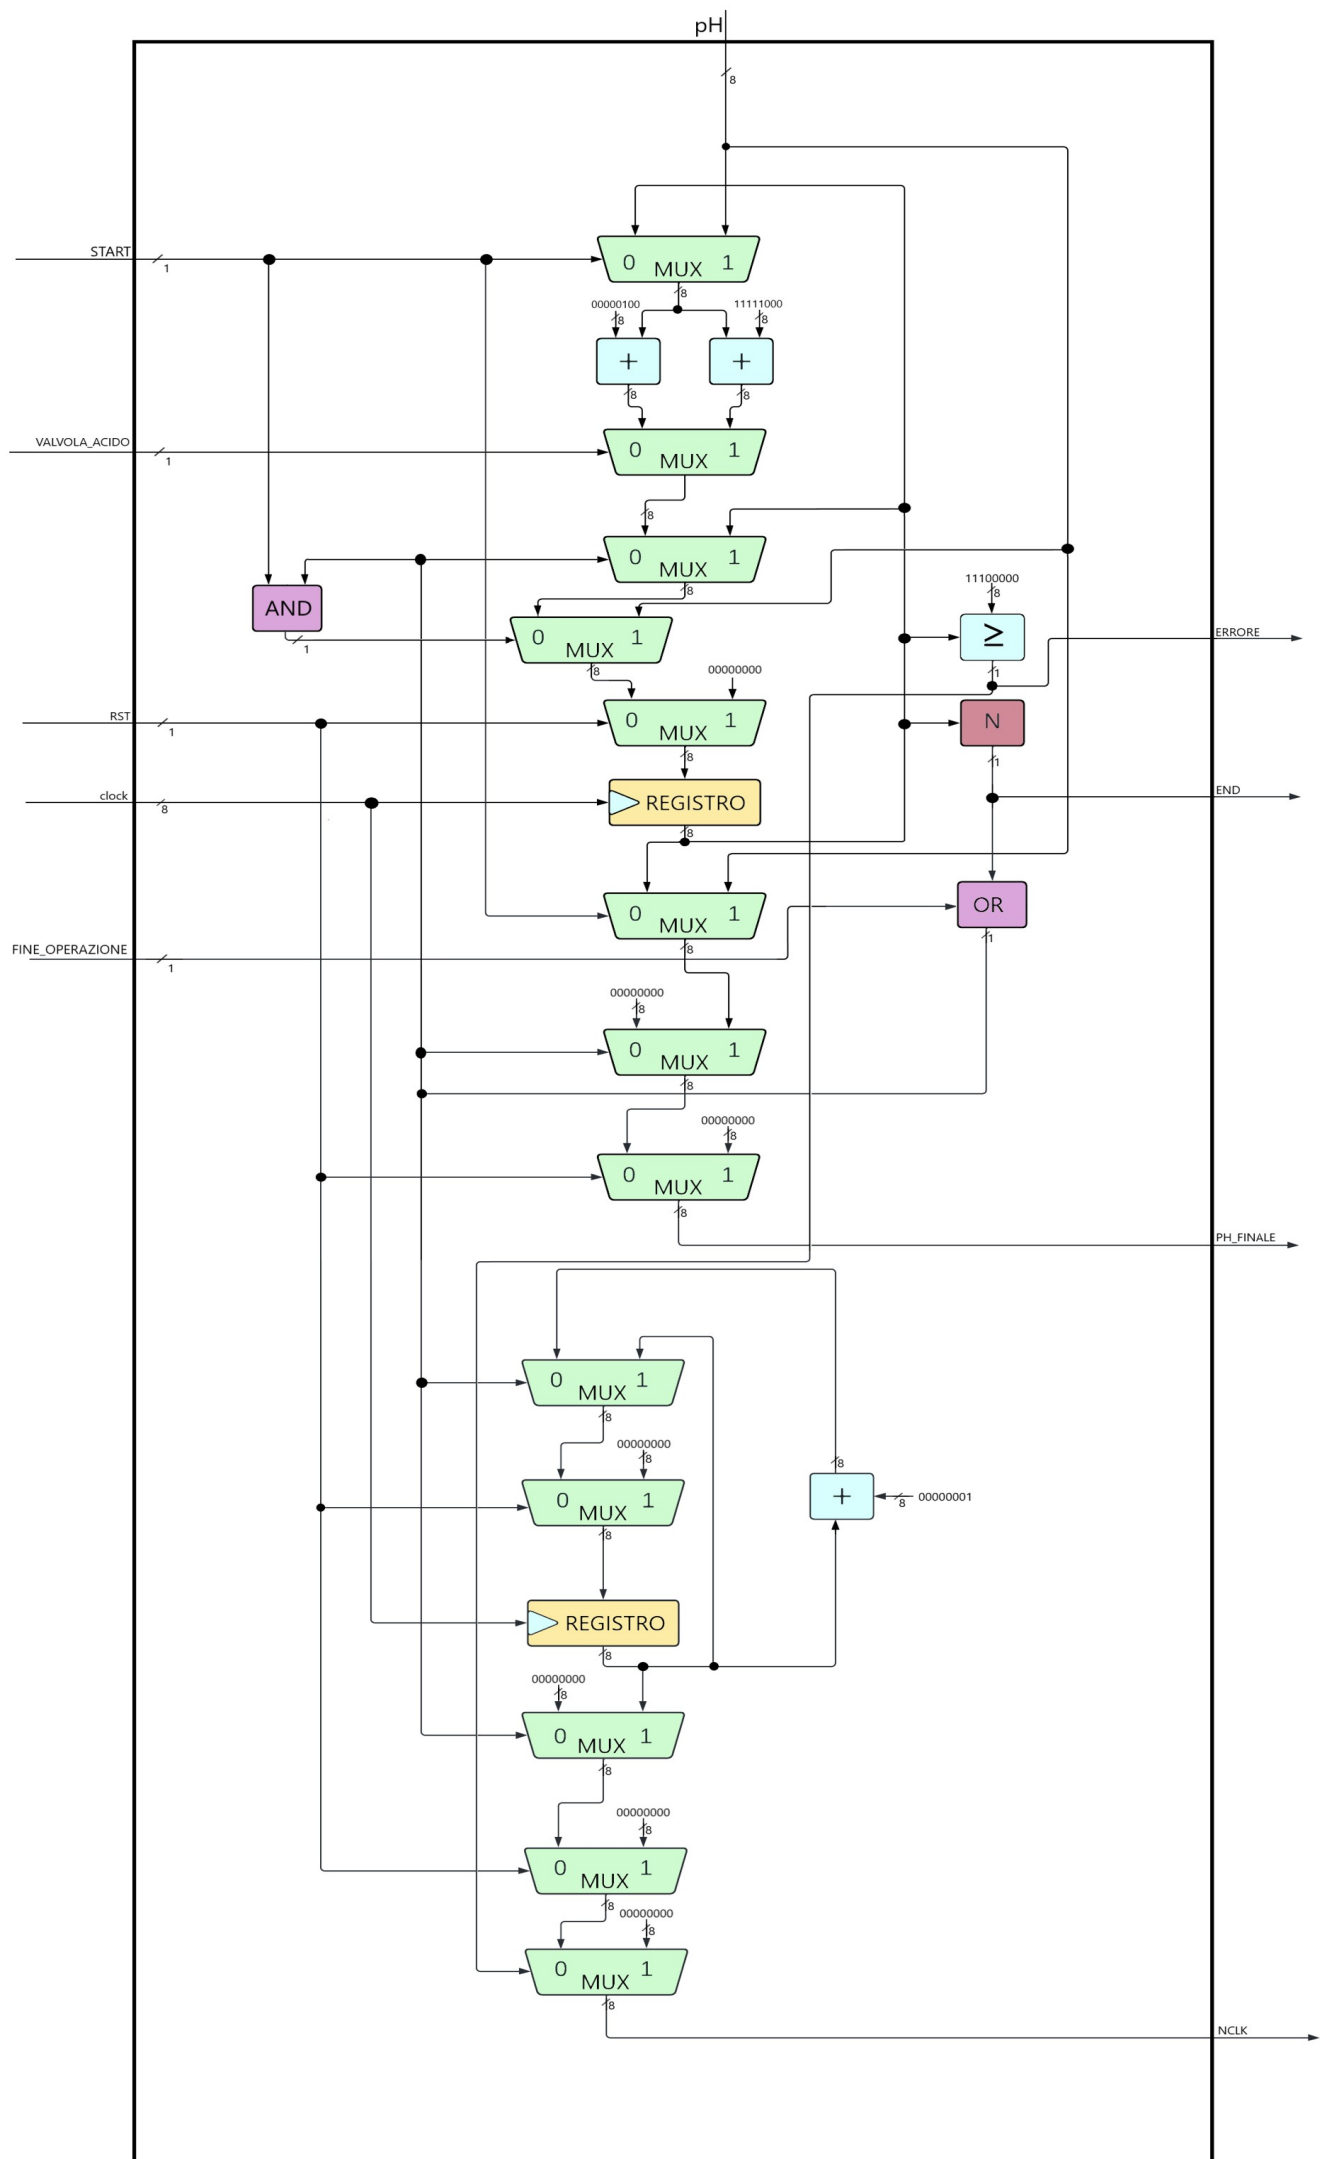 pH
8
START
1
0 MUX 1
8
00000100
8
11111000
8
+
+
8
8
VALVOLA_ACIDO
1
0 MUX 1
8
0 MUX 1
8
11100000
8
AND
1
0 MUX 1
8
≥
1
ERRORE
00000000
RST
1
0 MUX 1
8
N
1
clock
8
REGISTRO
8
END
0 MUX 1
8
OR
1
FINE_OPERAZIONE
1
00000000
8
0 MUX 1
8
00000000
8
0 MUX 1
8
PH_FINALE
0 MUX 1
8
00000000
8
8
0 MUX 1
8
+
8
00000001
REGISTRO
8
00000000
8
0 MUX 1
8
00000000
8
0 MUX 1
8
00000000
8
0 MUX 1
8
NCLK